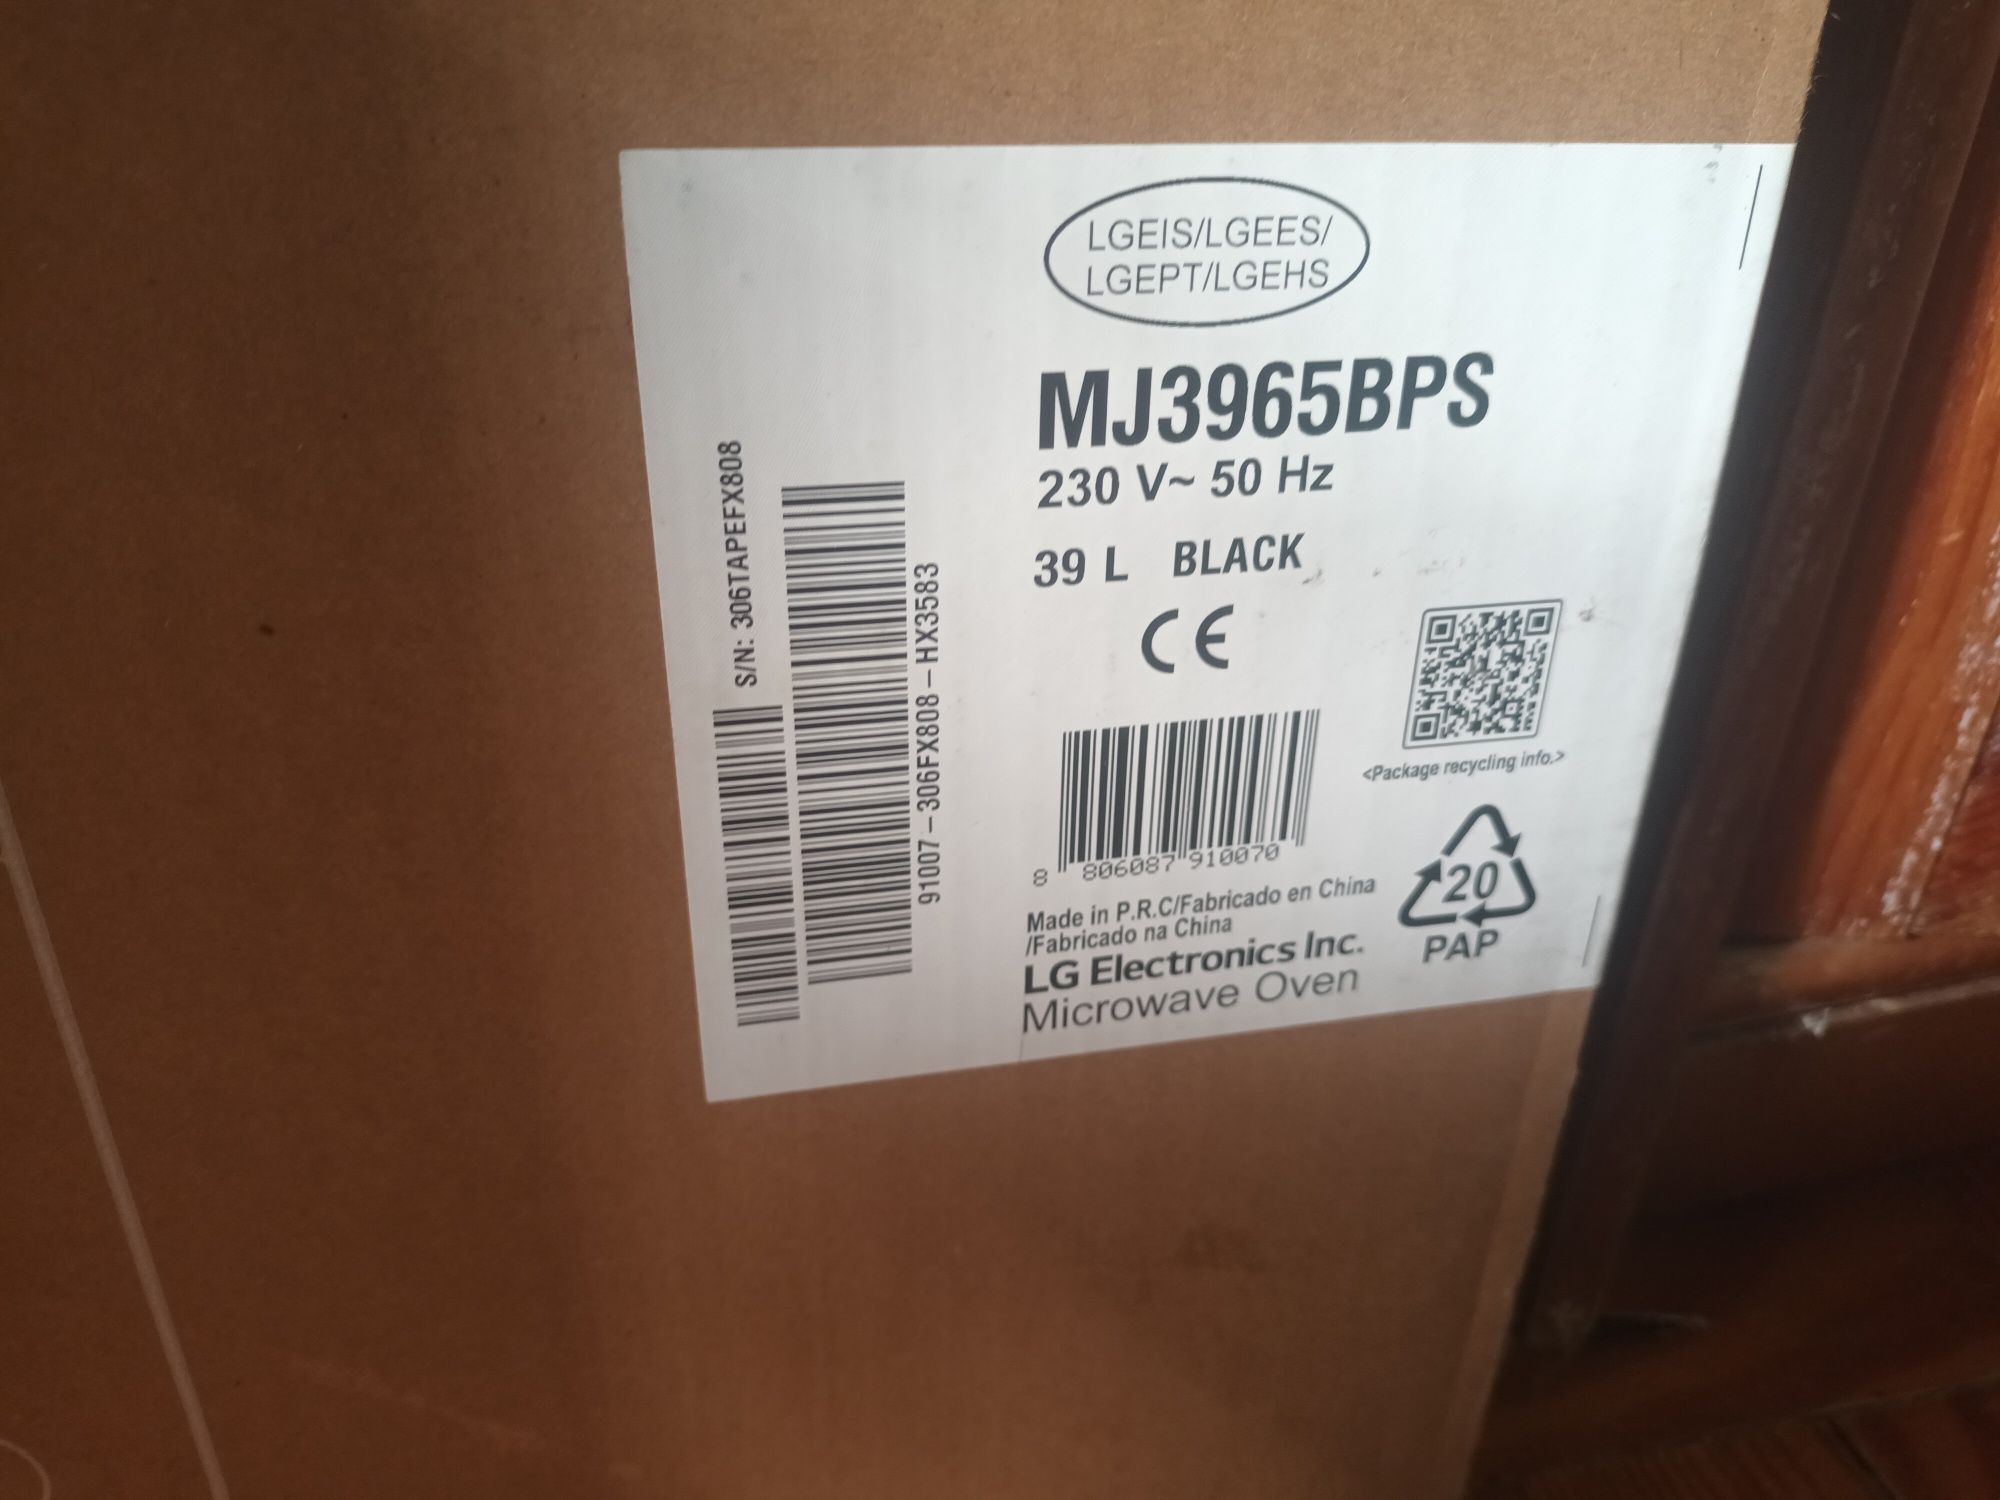 LGEIS/LGEES/
LGEPT/LGEHS
MJ3965BPS
230 V~ 50 Hz
39 L BLACK
CE
S/N: 306TAPEFX808
91007-306FX808-HX3583
<Package recycling info.>
8 806087 910070
20
PAP
Made in P.R.C/Fabricado en China
/Fabricado na China
LG Electronics Inc.
Microwave Oven